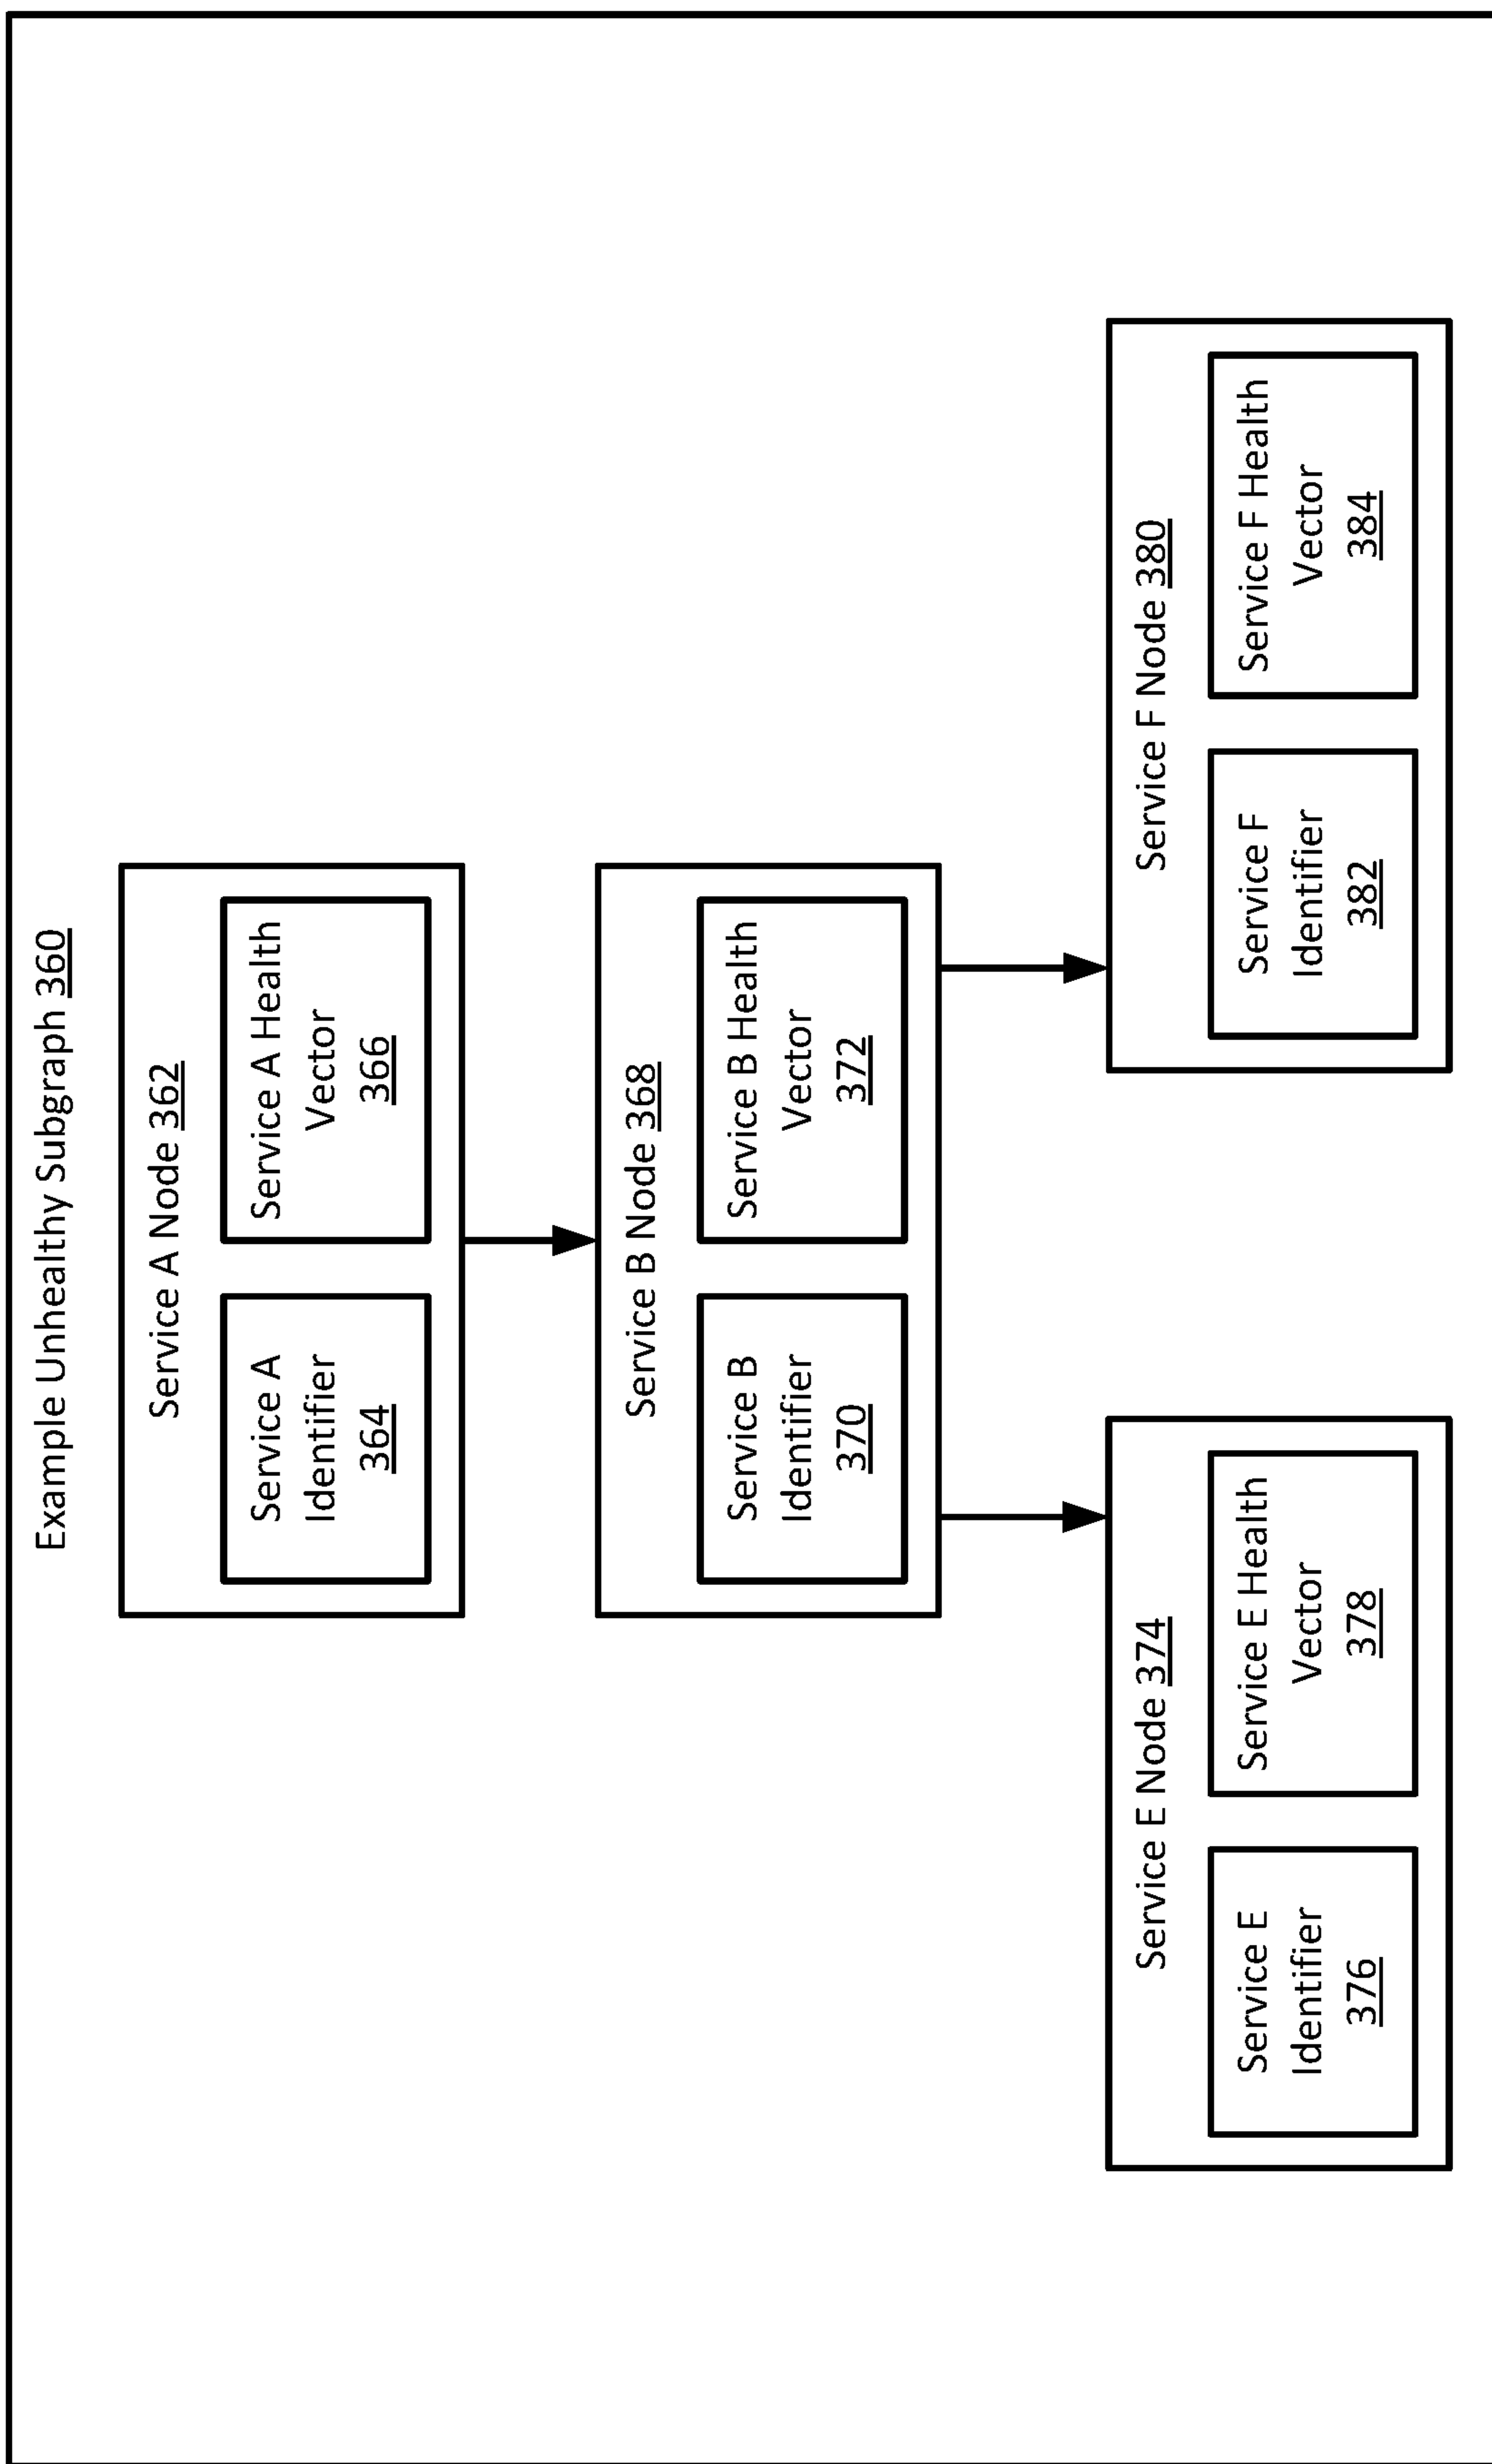 Example Unhealthy Subgraph 360
Service A Node 362
Service A
Identifier
364
Service A Health
Vector
366
Service B Node 368
Service B
Identifier
370
Service B Health
Vector
372
Service E Node 374
Service E
Identifier
376
Service E Health
Vector
378
Service F Node 380
Service F
Identifier
382
Service F Health
Vector
384